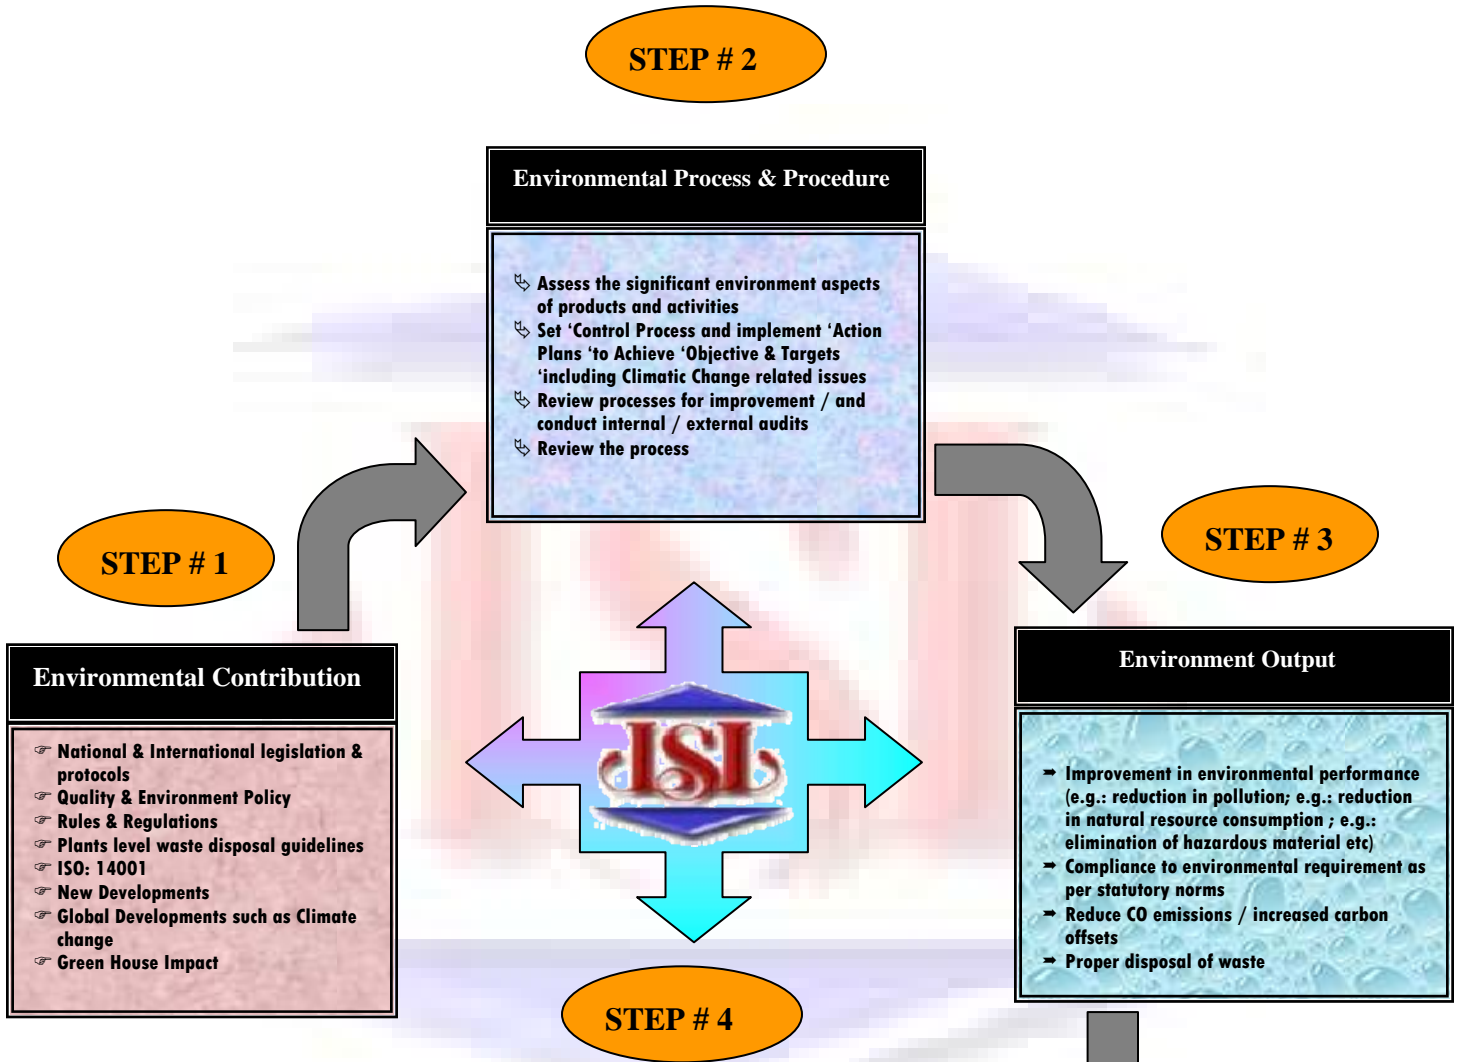 STEP # 2
Environmental Process & Procedure
Assess the significant environment aspects
of products and activities
Set ‘Control Process and implement ‘Action
Plans ‘to Achieve ‘Objective & Targets
‘including Climatic Change related issues
Review processes for improvement / and
conduct internal / external audits
Review the process
STEP # 1
STEP # 3
Environmental Contribution
National & International legislation &
protocols
Quality & Environment Policy
Rules & Regulations
Plants level waste disposal guidelines
ISO: 14001
New Developments
Global Developments such as Climate
change
Green House Impact
ISL
Environment Output
Improvement in environmental performance
(e.g.: reduction in pollution; e.g.: reduction
in natural resource consumption ; e.g.:
elimination of hazardous material etc)
Compliance to environmental requirement as
per statutory norms
Reduce CO emissions / increased carbon
offsets
Proper disposal of waste
STEP # 4